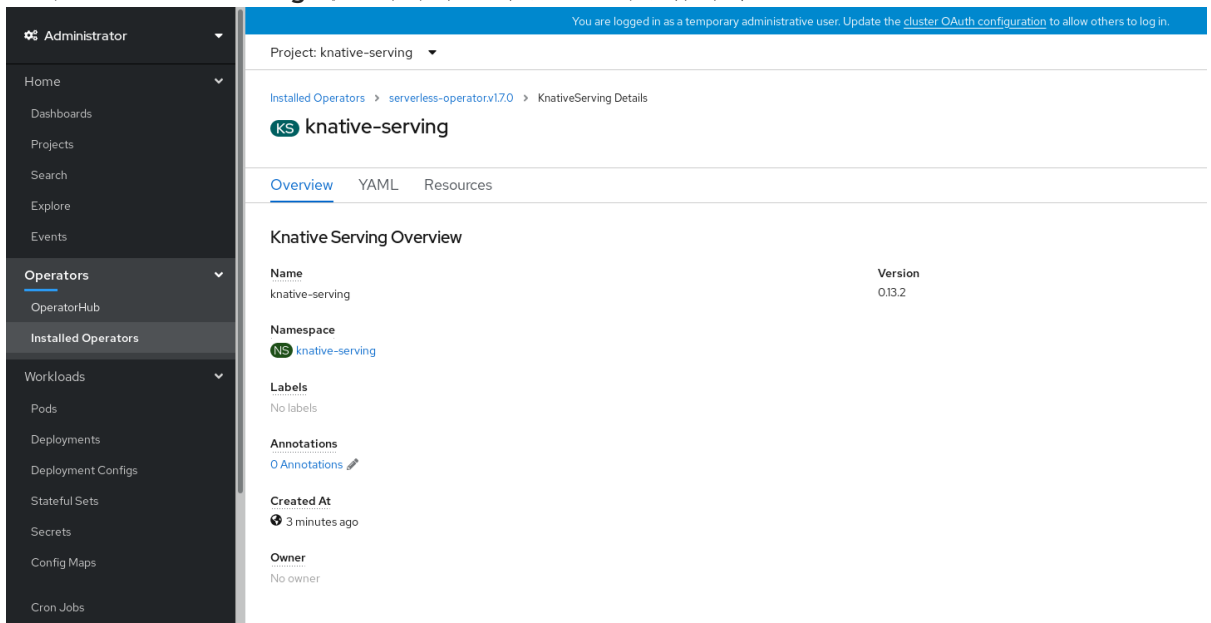 You are logged in as a temporary administrative user. Update the cluster OAuth configuration to allow others to log in.
Administrator
Project: knative-serving
Home
Dashboards
Projects
Search
Explore
Events
Operators
OperatorHub
Installed Operators
Workloads
Pods
Deployments
Deployment Configs
Stateful Sets
Secrets
Config Maps
Cron Jobs
Installed Operators > serverless-operator.v1.7.0 > KnativeServing Details
KS knative-serving
Overview YAML Resources
Knative Serving Overview
Name
knative-serving
Version
0.13.2
Namespace
NS knative-serving
Labels
No labels
Annotations
0 Annotations
Created At
3 minutes ago
Owner
No owner